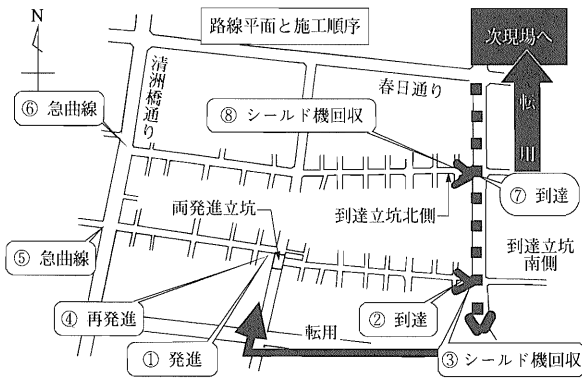 N
路線平面と施工順序
次現場へ
転用
清洲橋通り
春日通り
⑥ 急曲線
⑧ シールド機回収
⑦ 到達
両発進立坑
到達立坑北側
到達立坑
南側
⑤ 急曲線
④ 再発進
② 到達
① 発進
転用
③ シールド機回収